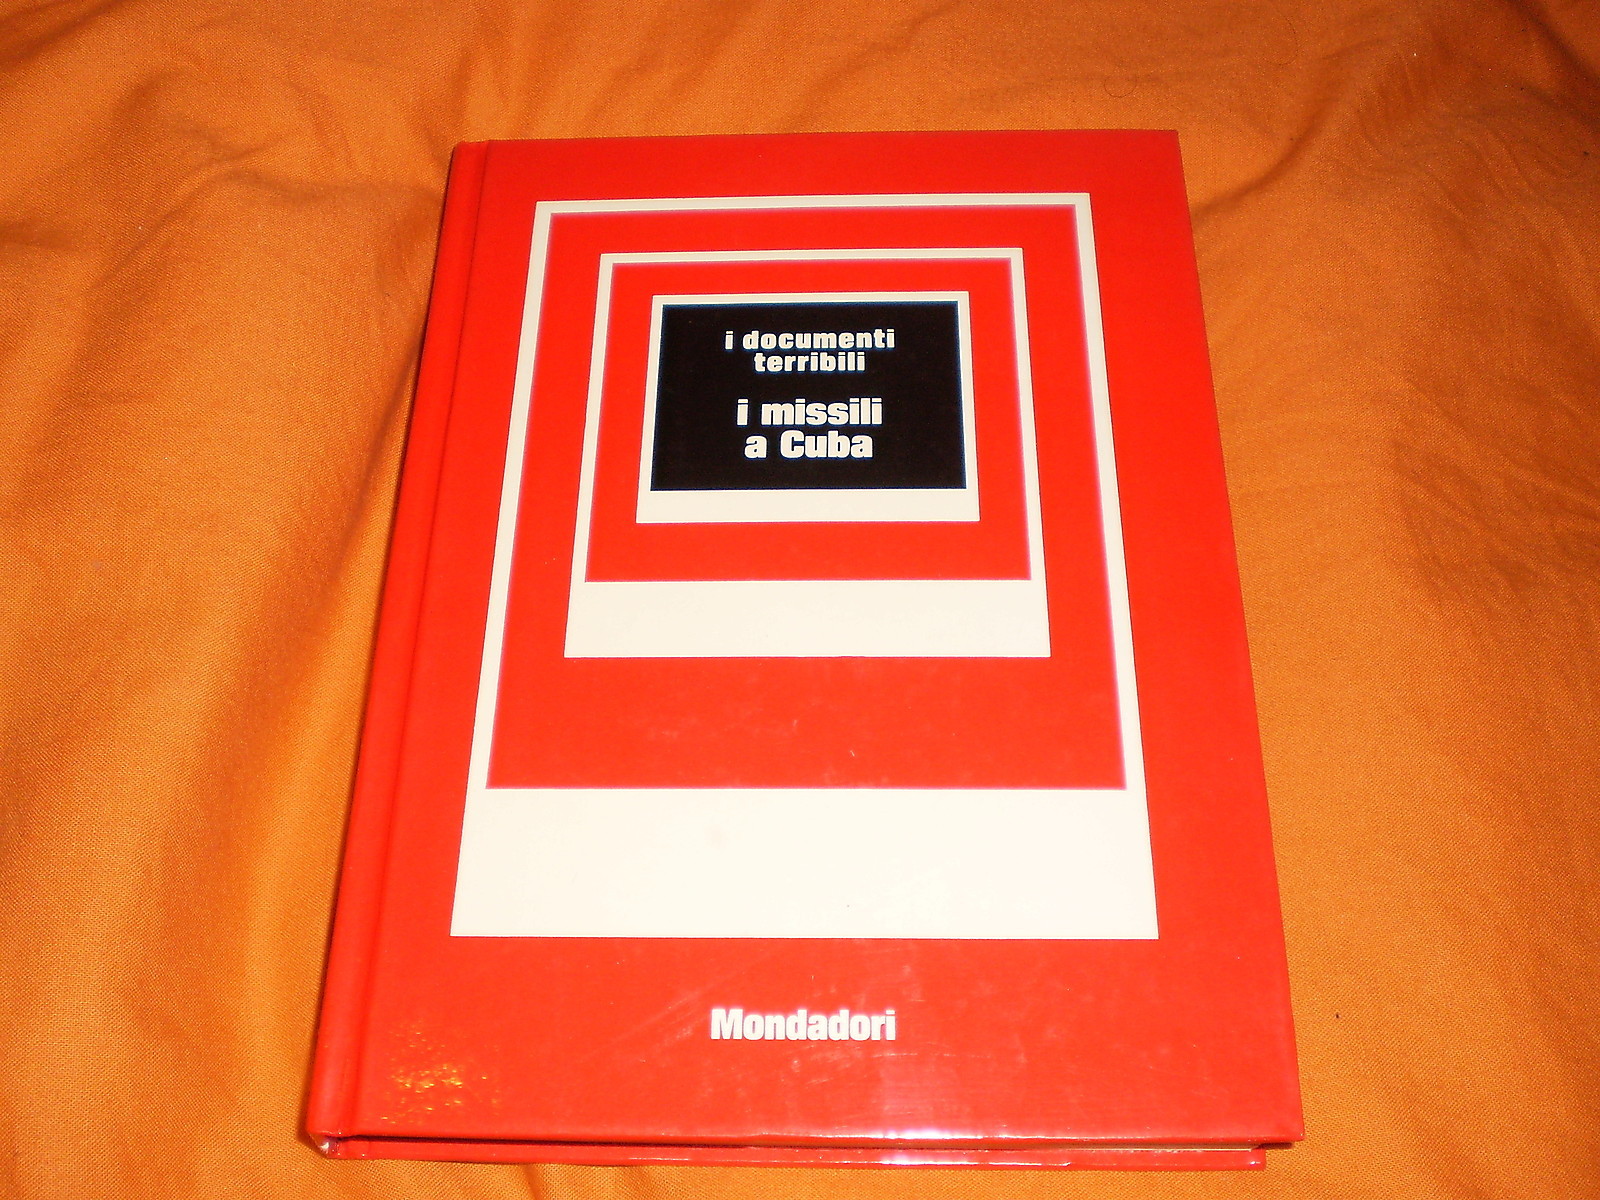 i documenti
terribili
i missili
a Cuba
Mondadori